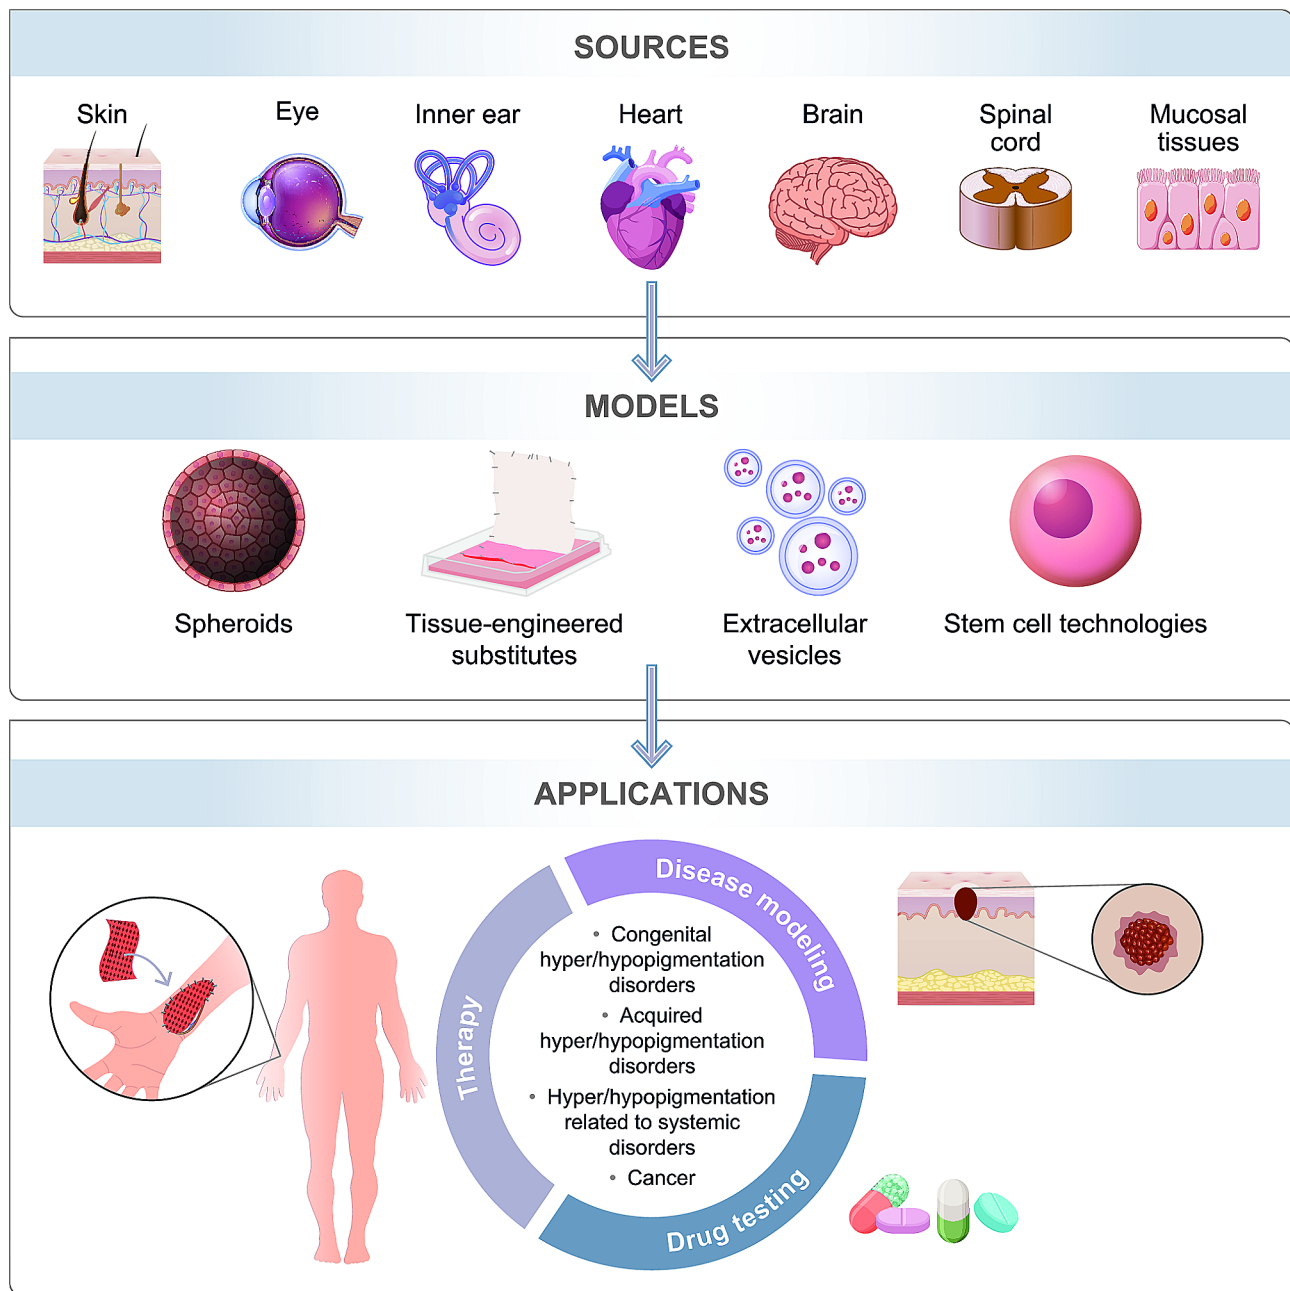 SOURCES
Skin
Eye
Inner ear
Heart
Brain
Spinal
cord
Mucosal
tissues
MODELS
Spheroids
Tissue-engineered
substitutes
Extracellular
vesicles
Stem cell technologies
APPLICATIONS
Therapy
Disease modeling
Drug testing
• Congenital
hyper/hypopigmentation
disorders
• Acquired
hyper/hypopigmentation
disorders
• Hyper/hypopigmentation
related to systemic
disorders
• Cancer